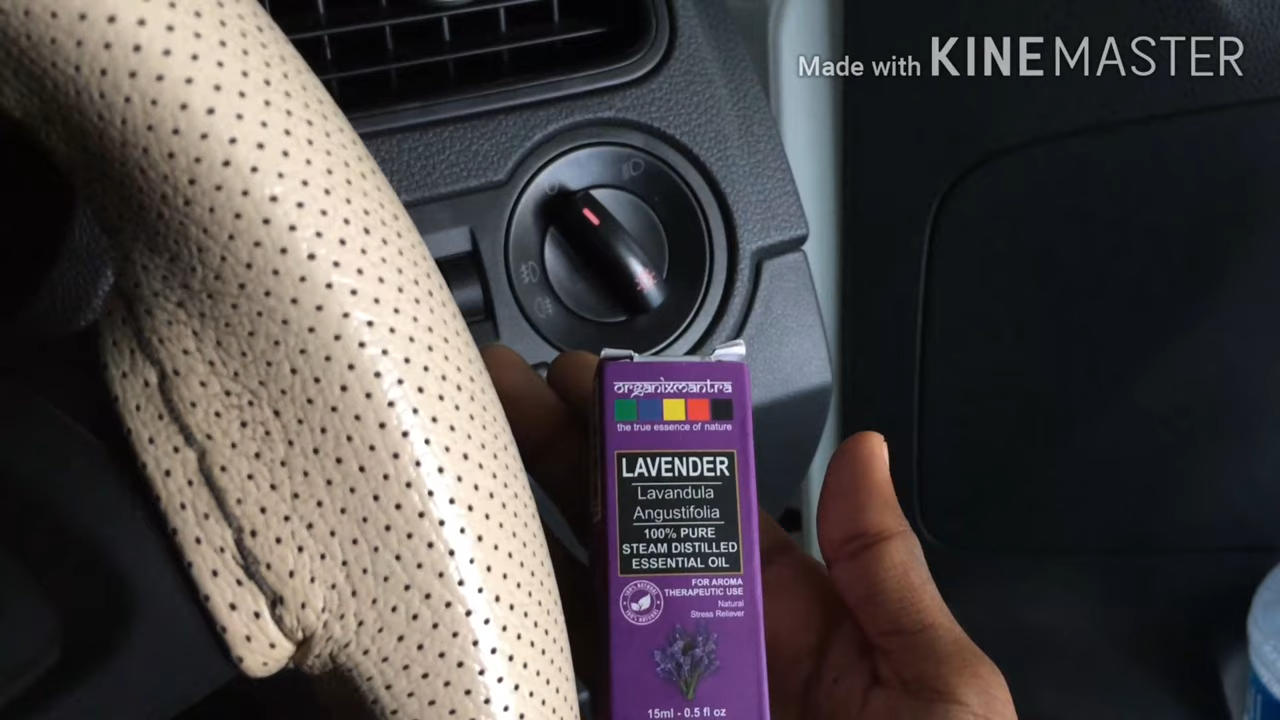 Made with KINEMASTER
organixmantra
the true essence of nature
LAVENDER
Lavandula
Angustifolia
100% PURE
STEAM DISTILLED
ESSENTIAL OIL
FOR AROMA
THERAPEUTIC USE
Natural
Stress Reliever
15ml - 0.5 fl oz